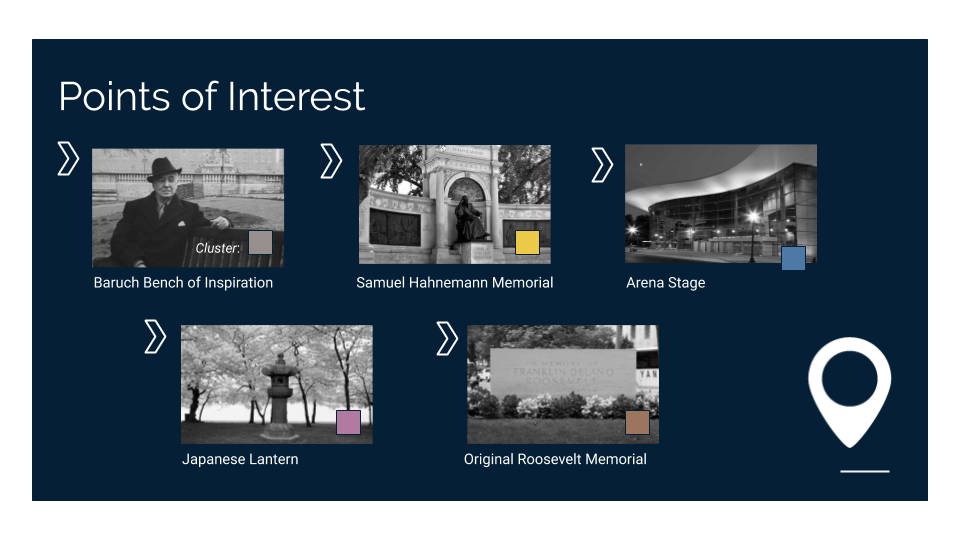 Points of Interest
Cluster:
Baruch Bench of Inspiration
Samuel Hahnemann Memorial
Arena Stage
IN MEMORY OF
FRANKLIN DELANO
ROOSEVELT
YAN
Japanese Lantern
Original Roosevelt Memorial